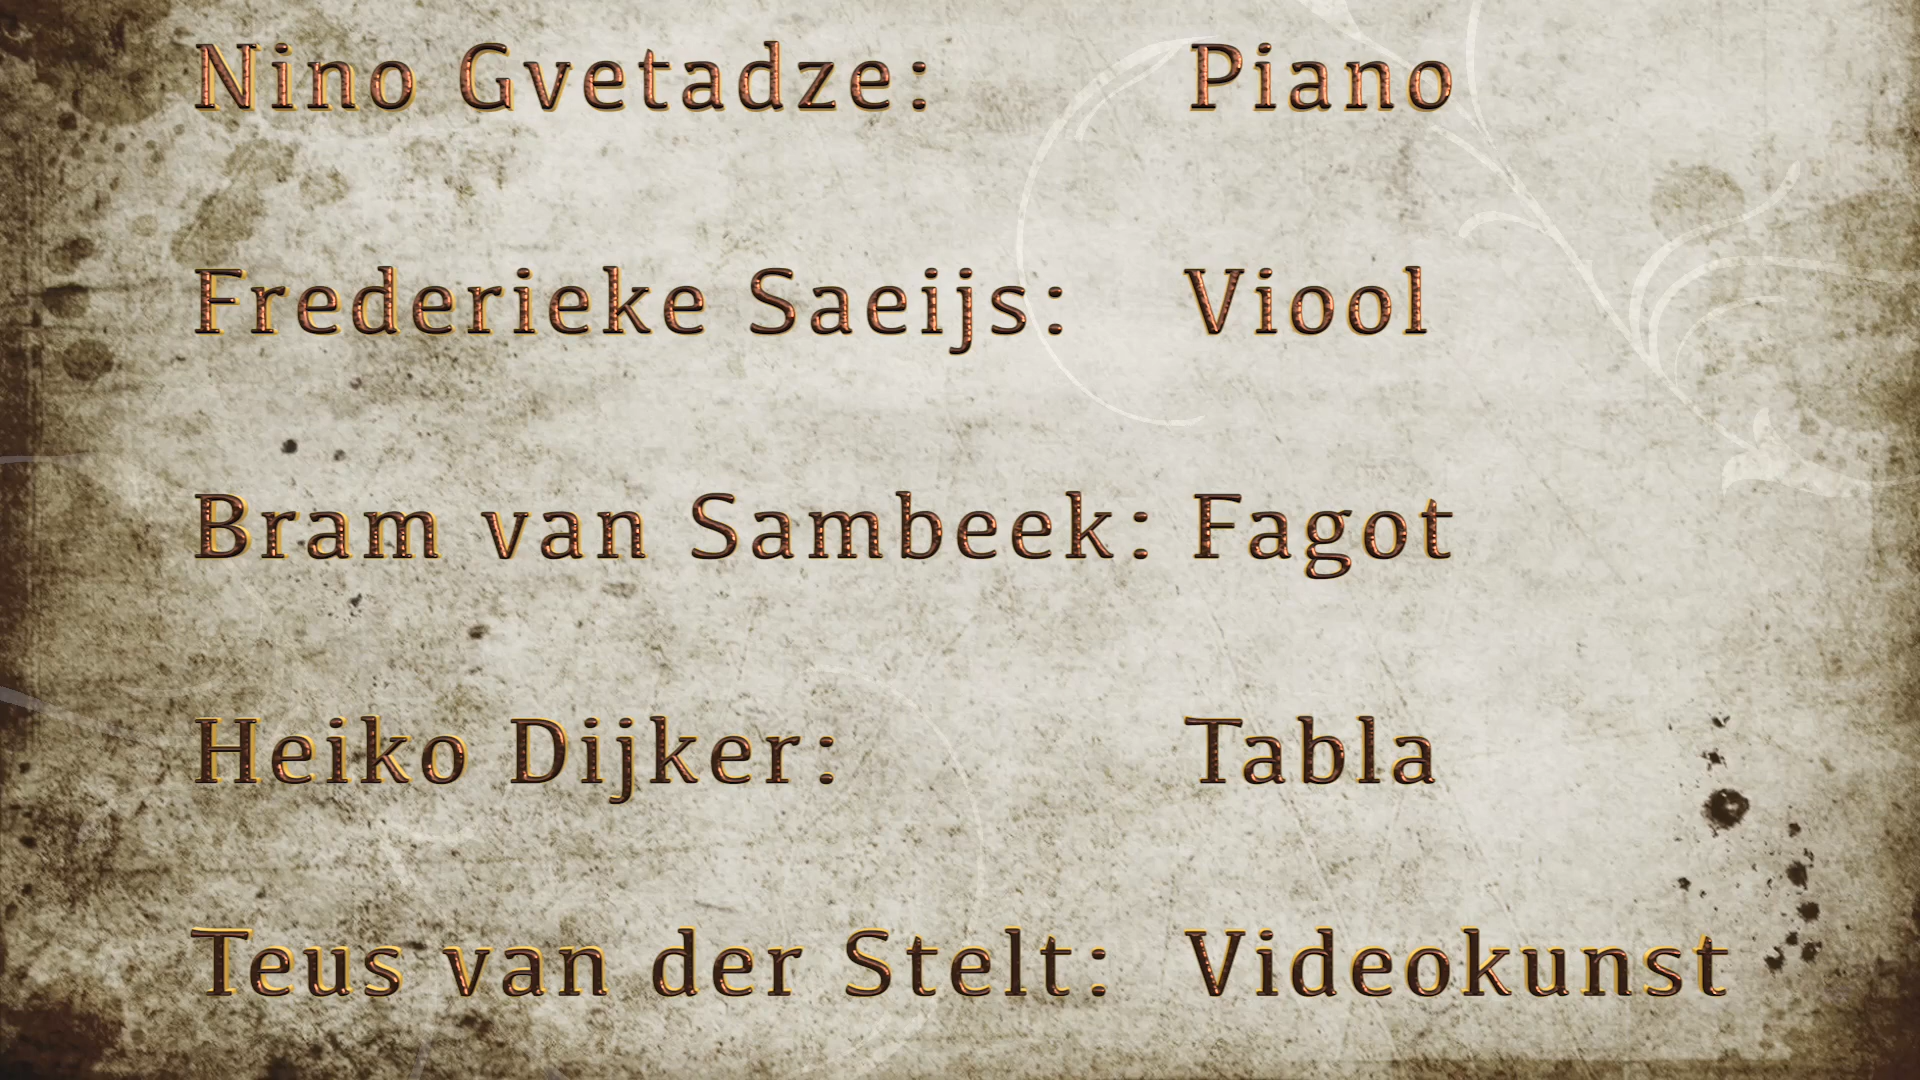 Nino Gvetadze: Piano
Frederieke Saeijs: Viool
Bram van Sambeek: Fagot
Heiko Dijker: Tabla
Teus van der Stelt: Videokunst